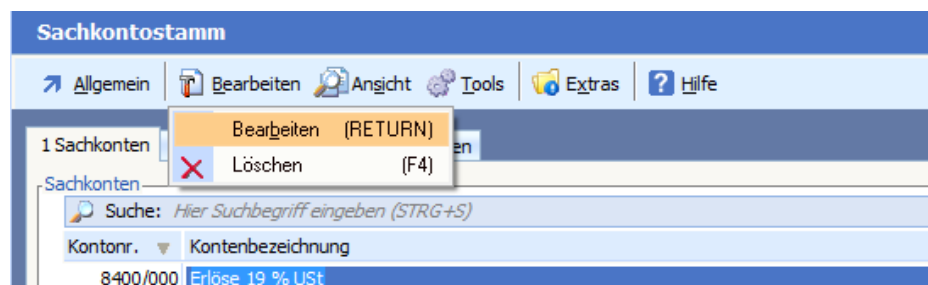 Sachkontostamm
Allgemein Bearbeiten Ansicht Tools Extras Hilfe
Bearbeiten (RETURN)
1 Sachkonten en
Löschen (F4)
Sachkonten
Suche: Hier Suchbegriff eingeben (STRG+S)
Kontonr. Kontenbezeichnung
8400/000 Erlöse 19 % USt